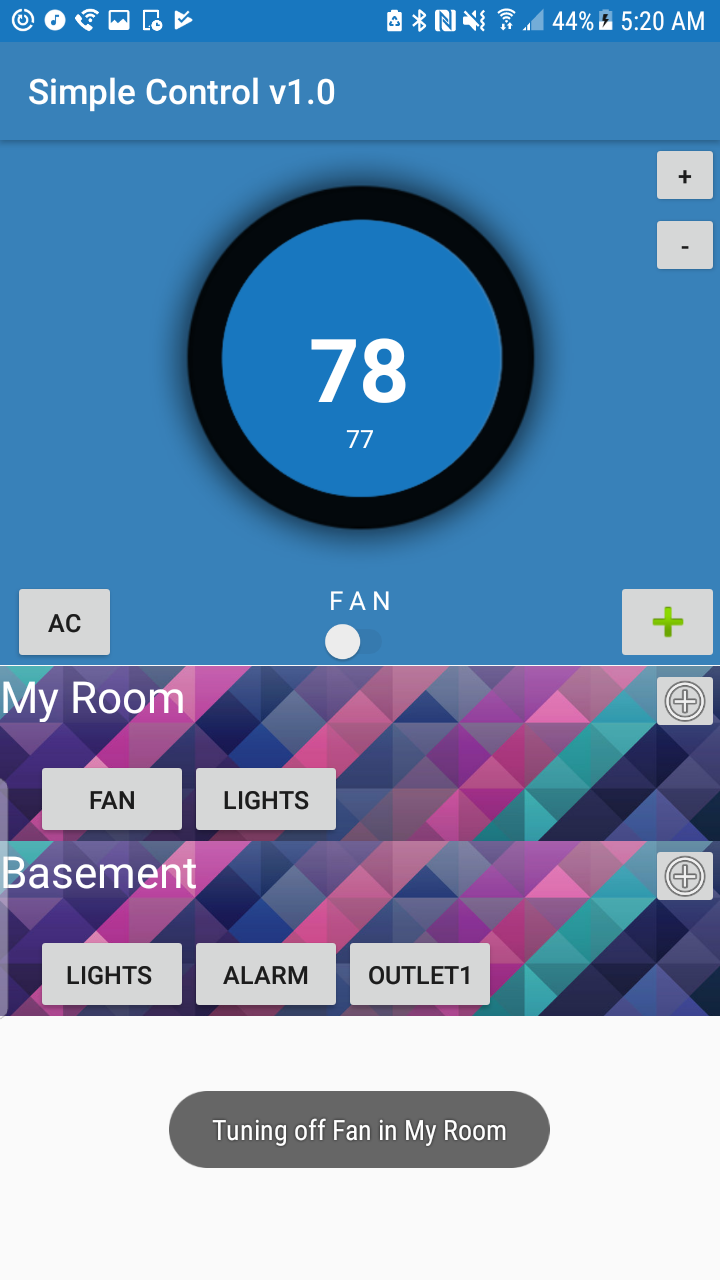 44% 5:20 AM
Simple Control v1.0
+
-
78
77
FAN
AC
My Room
FAN LIGHTS
Basement
LIGHTS ALARM OUTLET1
Tuning off Fan in My Room